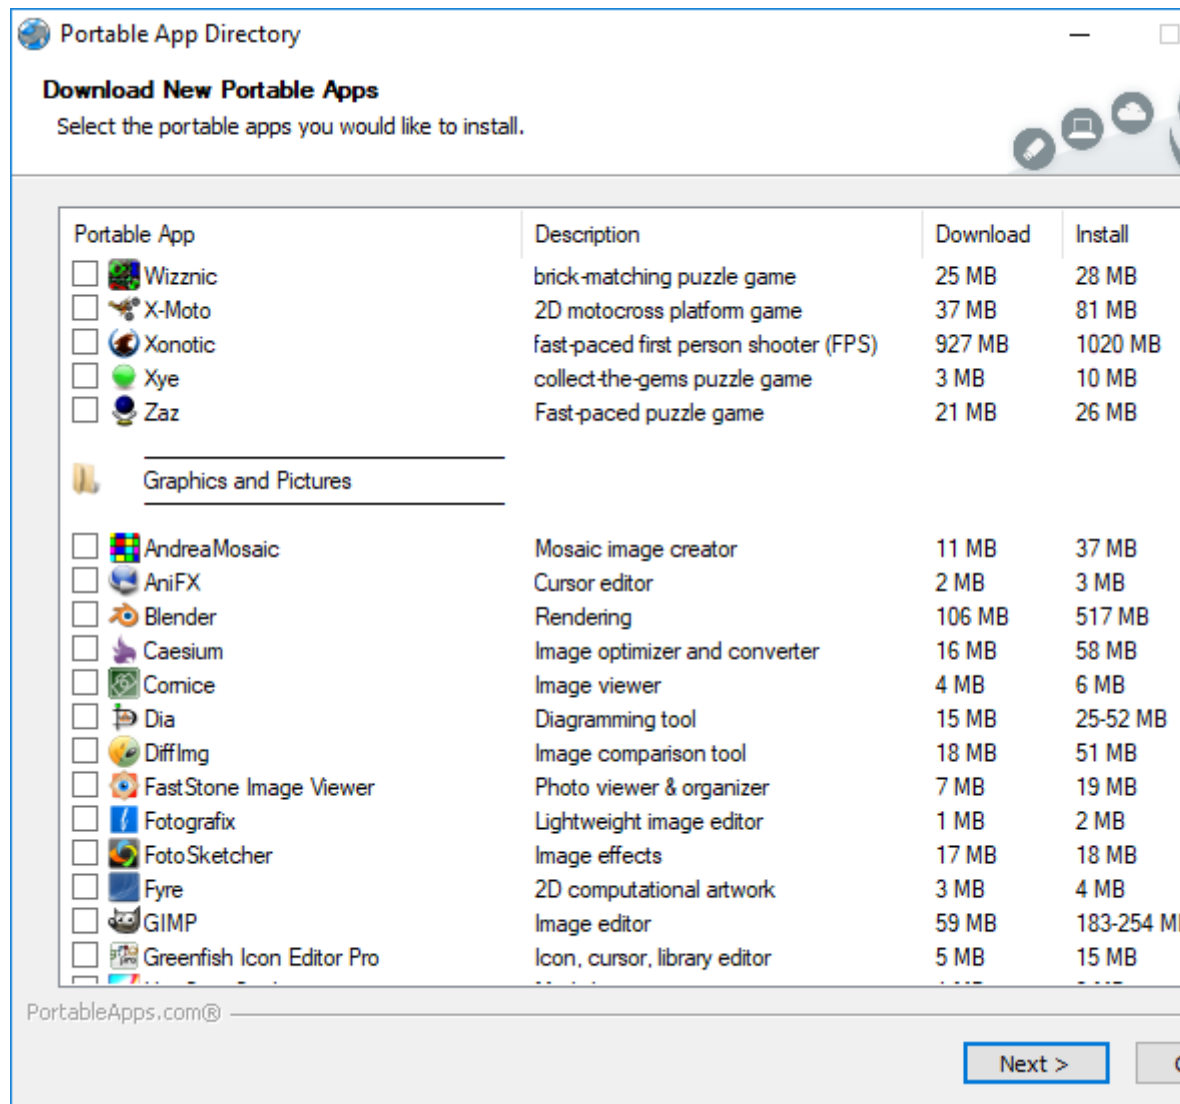 Portable App Directory
Download New Portable Apps
Select the portable apps you would like to install.
Portable App Description Download Install
Wizznic brick-matching puzzle game 25 MB 28 MB
X-Moto 2D motocross platform game 37 MB 81 MB
Xonotic fast-paced first person shooter (FPS) 927 MB 1020 MB
Xye collect-the-gems puzzle game 3 MB 10 MB
Zaz Fast-paced puzzle game 21 MB 26 MB
Graphics and Pictures
AndreaMosaic Mosaic image creator 11 MB 37 MB
AniFX Cursor editor 2 MB 3 MB
Blender Rendering 106 MB 517 MB
Caesium Image optimizer and converter 16 MB 58 MB
Cornice Image viewer 4 MB 6 MB
Dia Diagramming tool 15 MB 25-52 MB
DiffImg Image comparison tool 18 MB 51 MB
FastStone Image Viewer Photo viewer & organizer 7 MB 19 MB
Fotografix Lightweight image editor 1 MB 2 MB
FotoSketcher Image effects 17 MB 18 MB
Fyre 2D computational artwork 3 MB 4 MB
GIMP Image editor 59 MB 183-254 M
Greenfish Icon Editor Pro Icon, cursor, library editor 5 MB 15 MB
PortableApps.com®
Next >